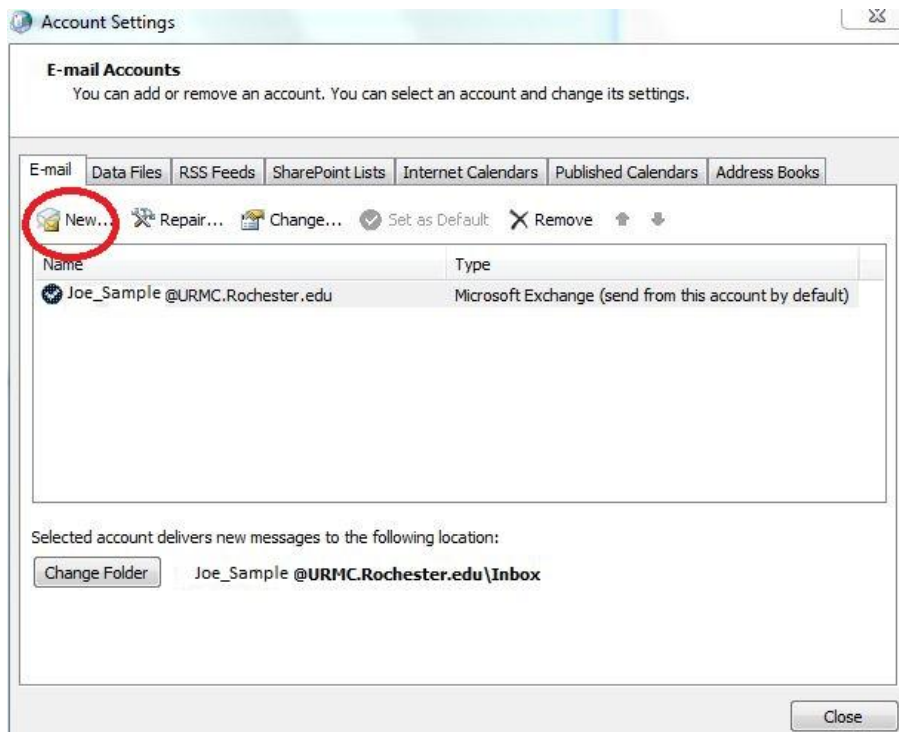 Account Settings
E-mail Accounts
You can add or remove an account. You can select an account and change its settings.
E-mail Data Files RSS Feeds SharePoint Lists Internet Calendars Published Calendars Address Books
New... Repair... Change... Set as Default Remove
Name Type
Joe_Sample @URMC.Rochester.edu Microsoft Exchange (send from this account by default)
Selected account delivers new messages to the following location:
Change Folder Joe_Sample @URMC.Rochester.edu\Inbox
Close